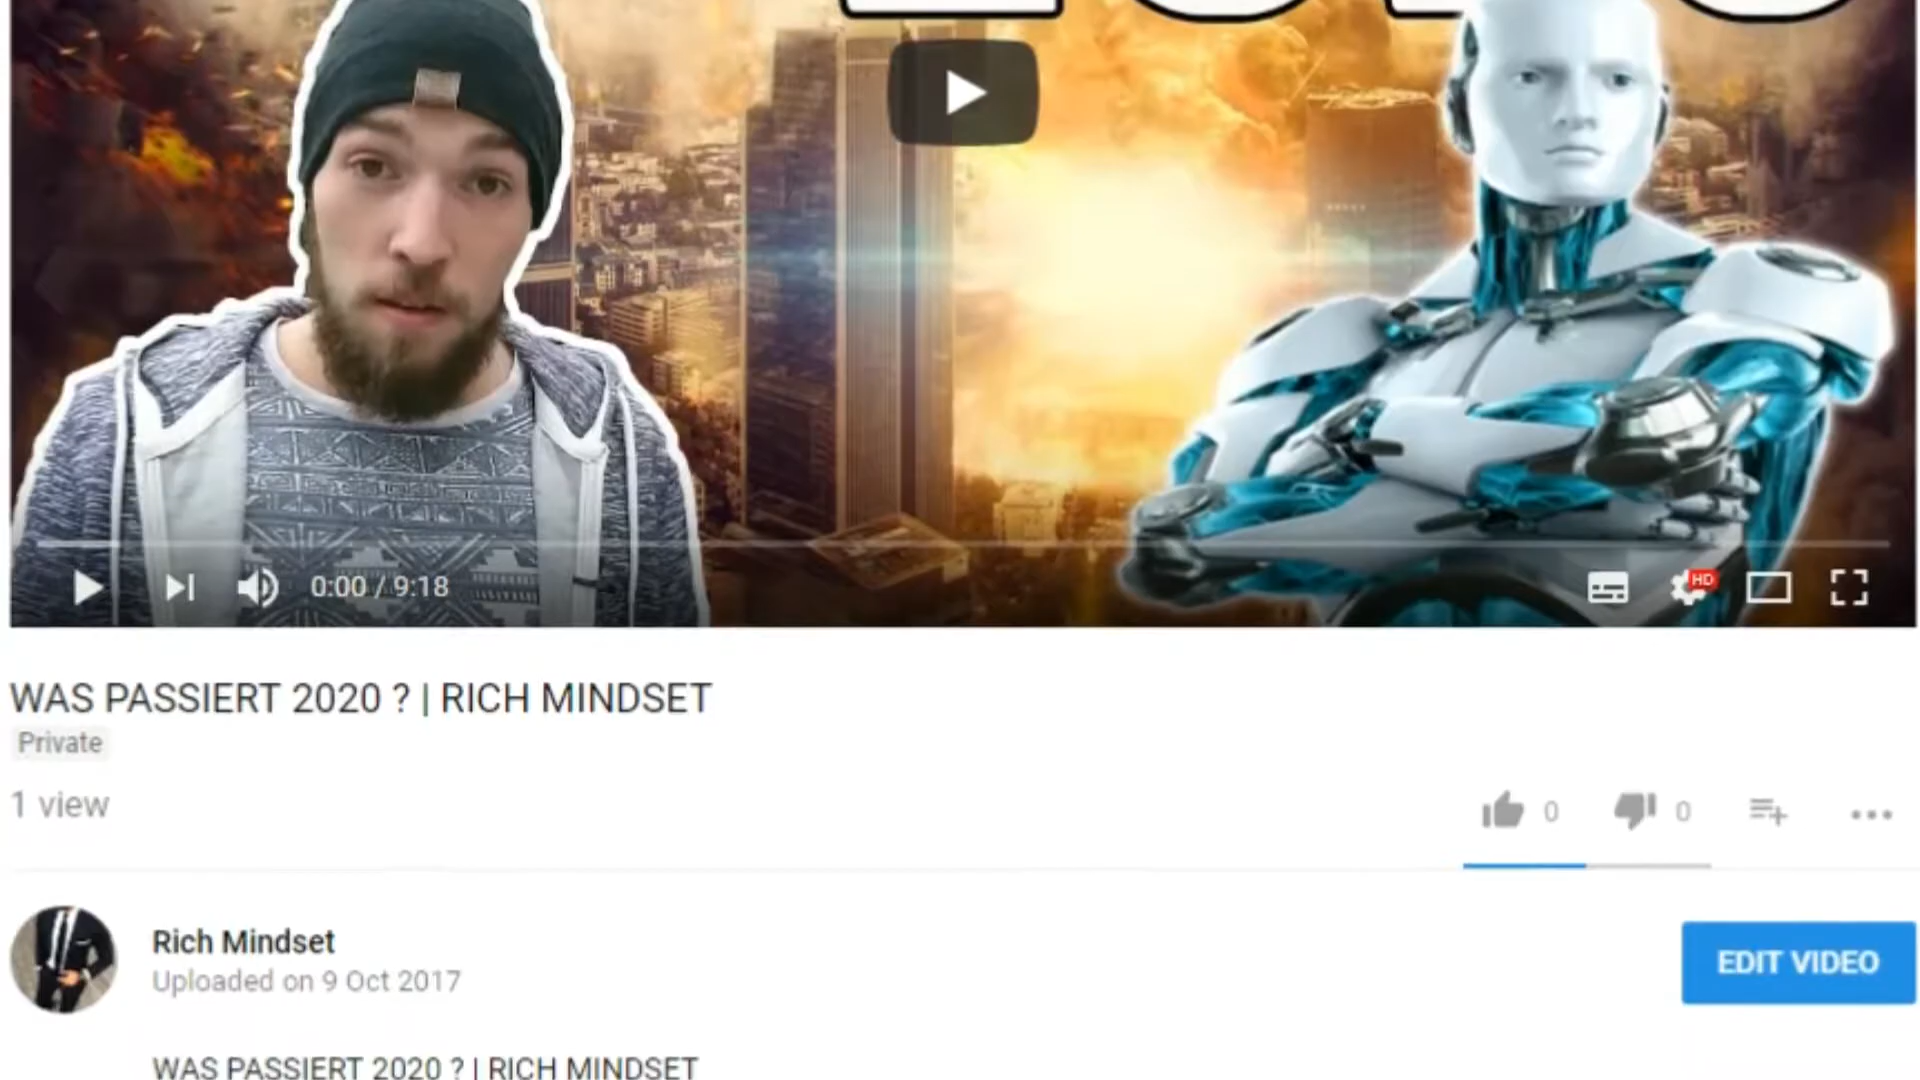 HD
0:00 / 9:18
WAS PASSIERT 2020 ? | RICH MINDSET
Private
1 view
0
0
Rich Mindset
Uploaded on 9 Oct 2017
EDIT VIDEO
WAS PASSIERT 2020 ? | RICH MINDSET